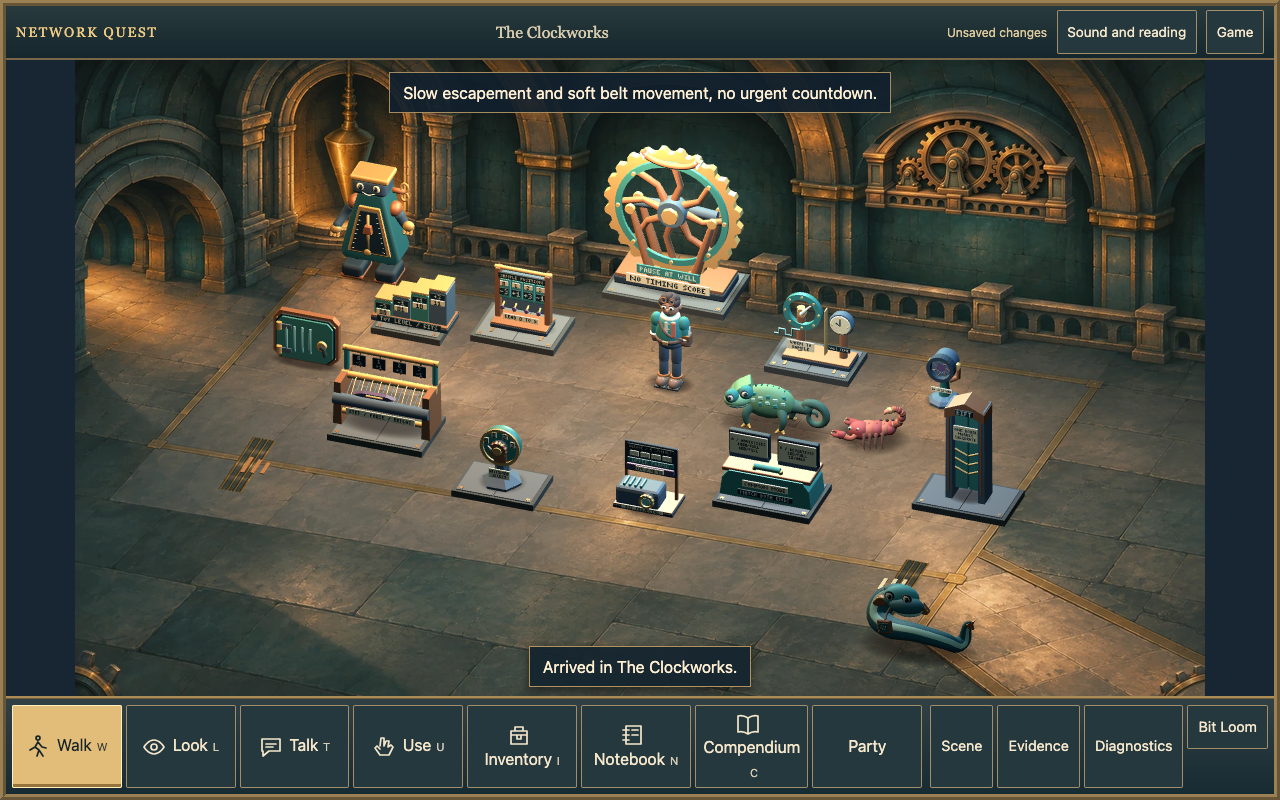 NETWORK QUEST
The Clockworks
Unsaved changes
Sound and reading
Game
Slow escapement and soft belt movement, no urgent countdown.
PAUSE AT WILL
NO TIMING SCORE
Arrived in The Clockworks.
Walk W
Look L
Talk T
Use U
Inventory I
Notebook N
Compendium
C
Party
Scene
Evidence
Diagnostics
Bit Loom